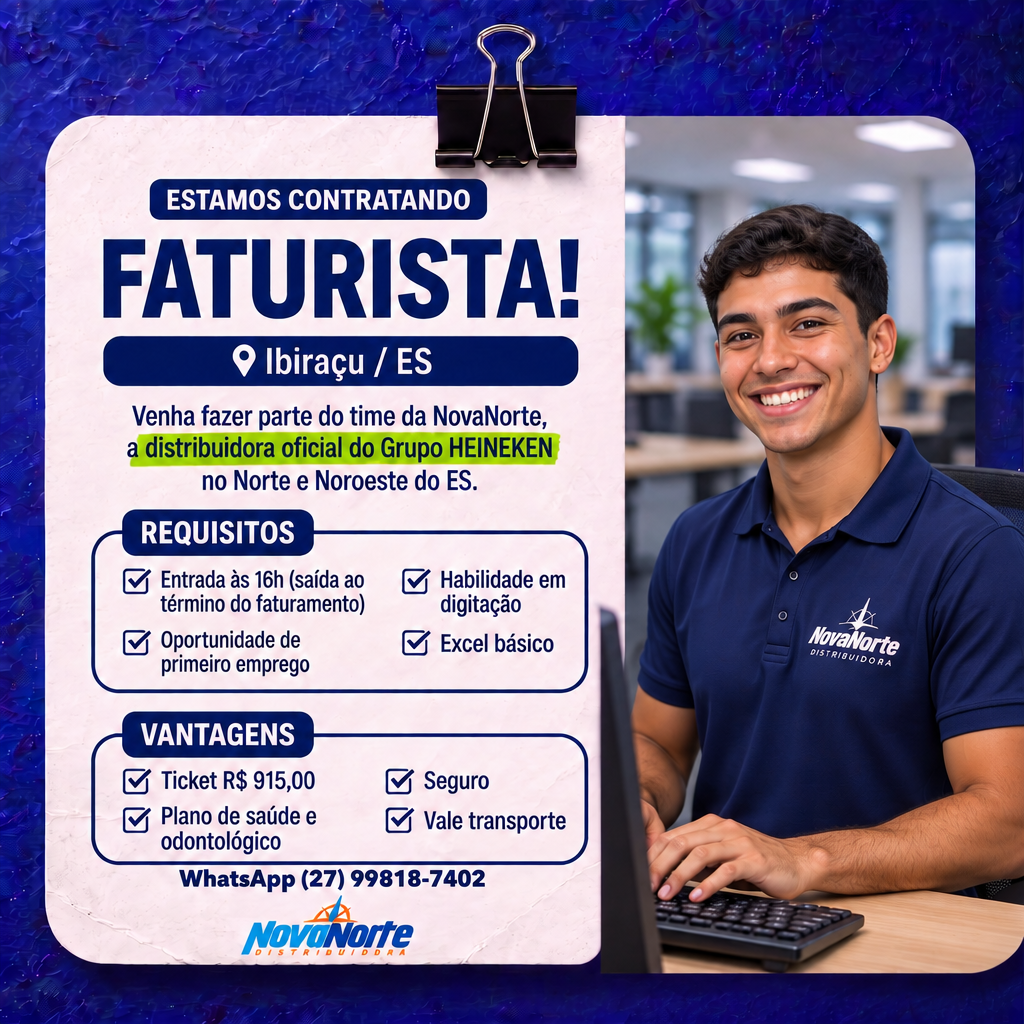 ESTAMOS CONTRATANDO
FATURISTA!
Ibiraçu / ES
Venha fazer parte do time da NovaNorte,
a distribuidora oficial do Grupo HEINEKEN
no Norte e Noroeste do ES.
REQUISITOS
Entrada às 16h (saída ao
término do faturamento)
Oportunidade de
primeiro emprego
Habilidade em
digitação
Excel básico
VANTAGENS
Ticket R$ 915,00
Plano de saúde e
odontológico
Seguro
Vale transporte
WhatsApp (27) 99818-7402
NovaNorte
DISTRIBUIDORA
NovaNorte
DISTRIBUIDORA